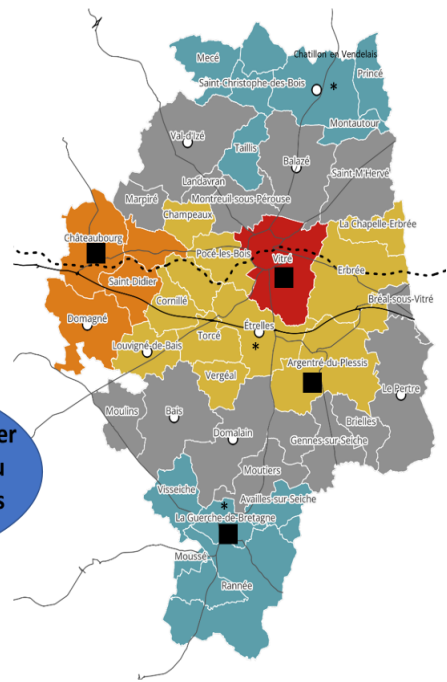 Mecé
Chatillon en Vendelais
Saint-Christophe-des-Bois
Princé
Montautour
Val-d'Izé
Taillis
Balazé
Saint-M'Hervé
Landavran
Marpiré
Montreuil-sous-Pérouse
Champeaux
La Chapelle-Erbrée
Châteaubourg
Pocé-les-Bois
Vitré
Erbrée
Saint-Didier
Cornillé
Bréal-sous-Vitré
Domagné
Torcé
Étrelles
Louvigné-de-Bais
Argentré-du-Plessis
Vergéal
Le Pertre
Moulins
Bais
Brielles
Domalain
Gennes-sur-Seiche
er
u
s
Moutiers
Visseiche
Availles-sur-Seiche
La Guerche-de-Bretagne
Moussé
Rannée